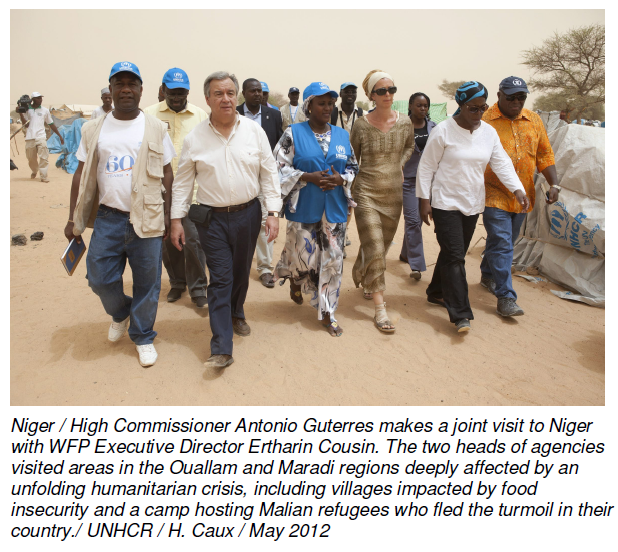 60
UNHCR
Niger / High Commissioner Antonio Guterres makes a joint visit to Niger
with WFP Executive Director Ertharin Cousin. The two heads of agencies
visited areas in the Ouallam and Maradi regions deeply affected by an
unfolding humanitarian crisis, including villages impacted by food
insecurity and a camp hosting Malian refugees who fled the turmoil in their
country./ UNHCR / H. Caux / May 2012